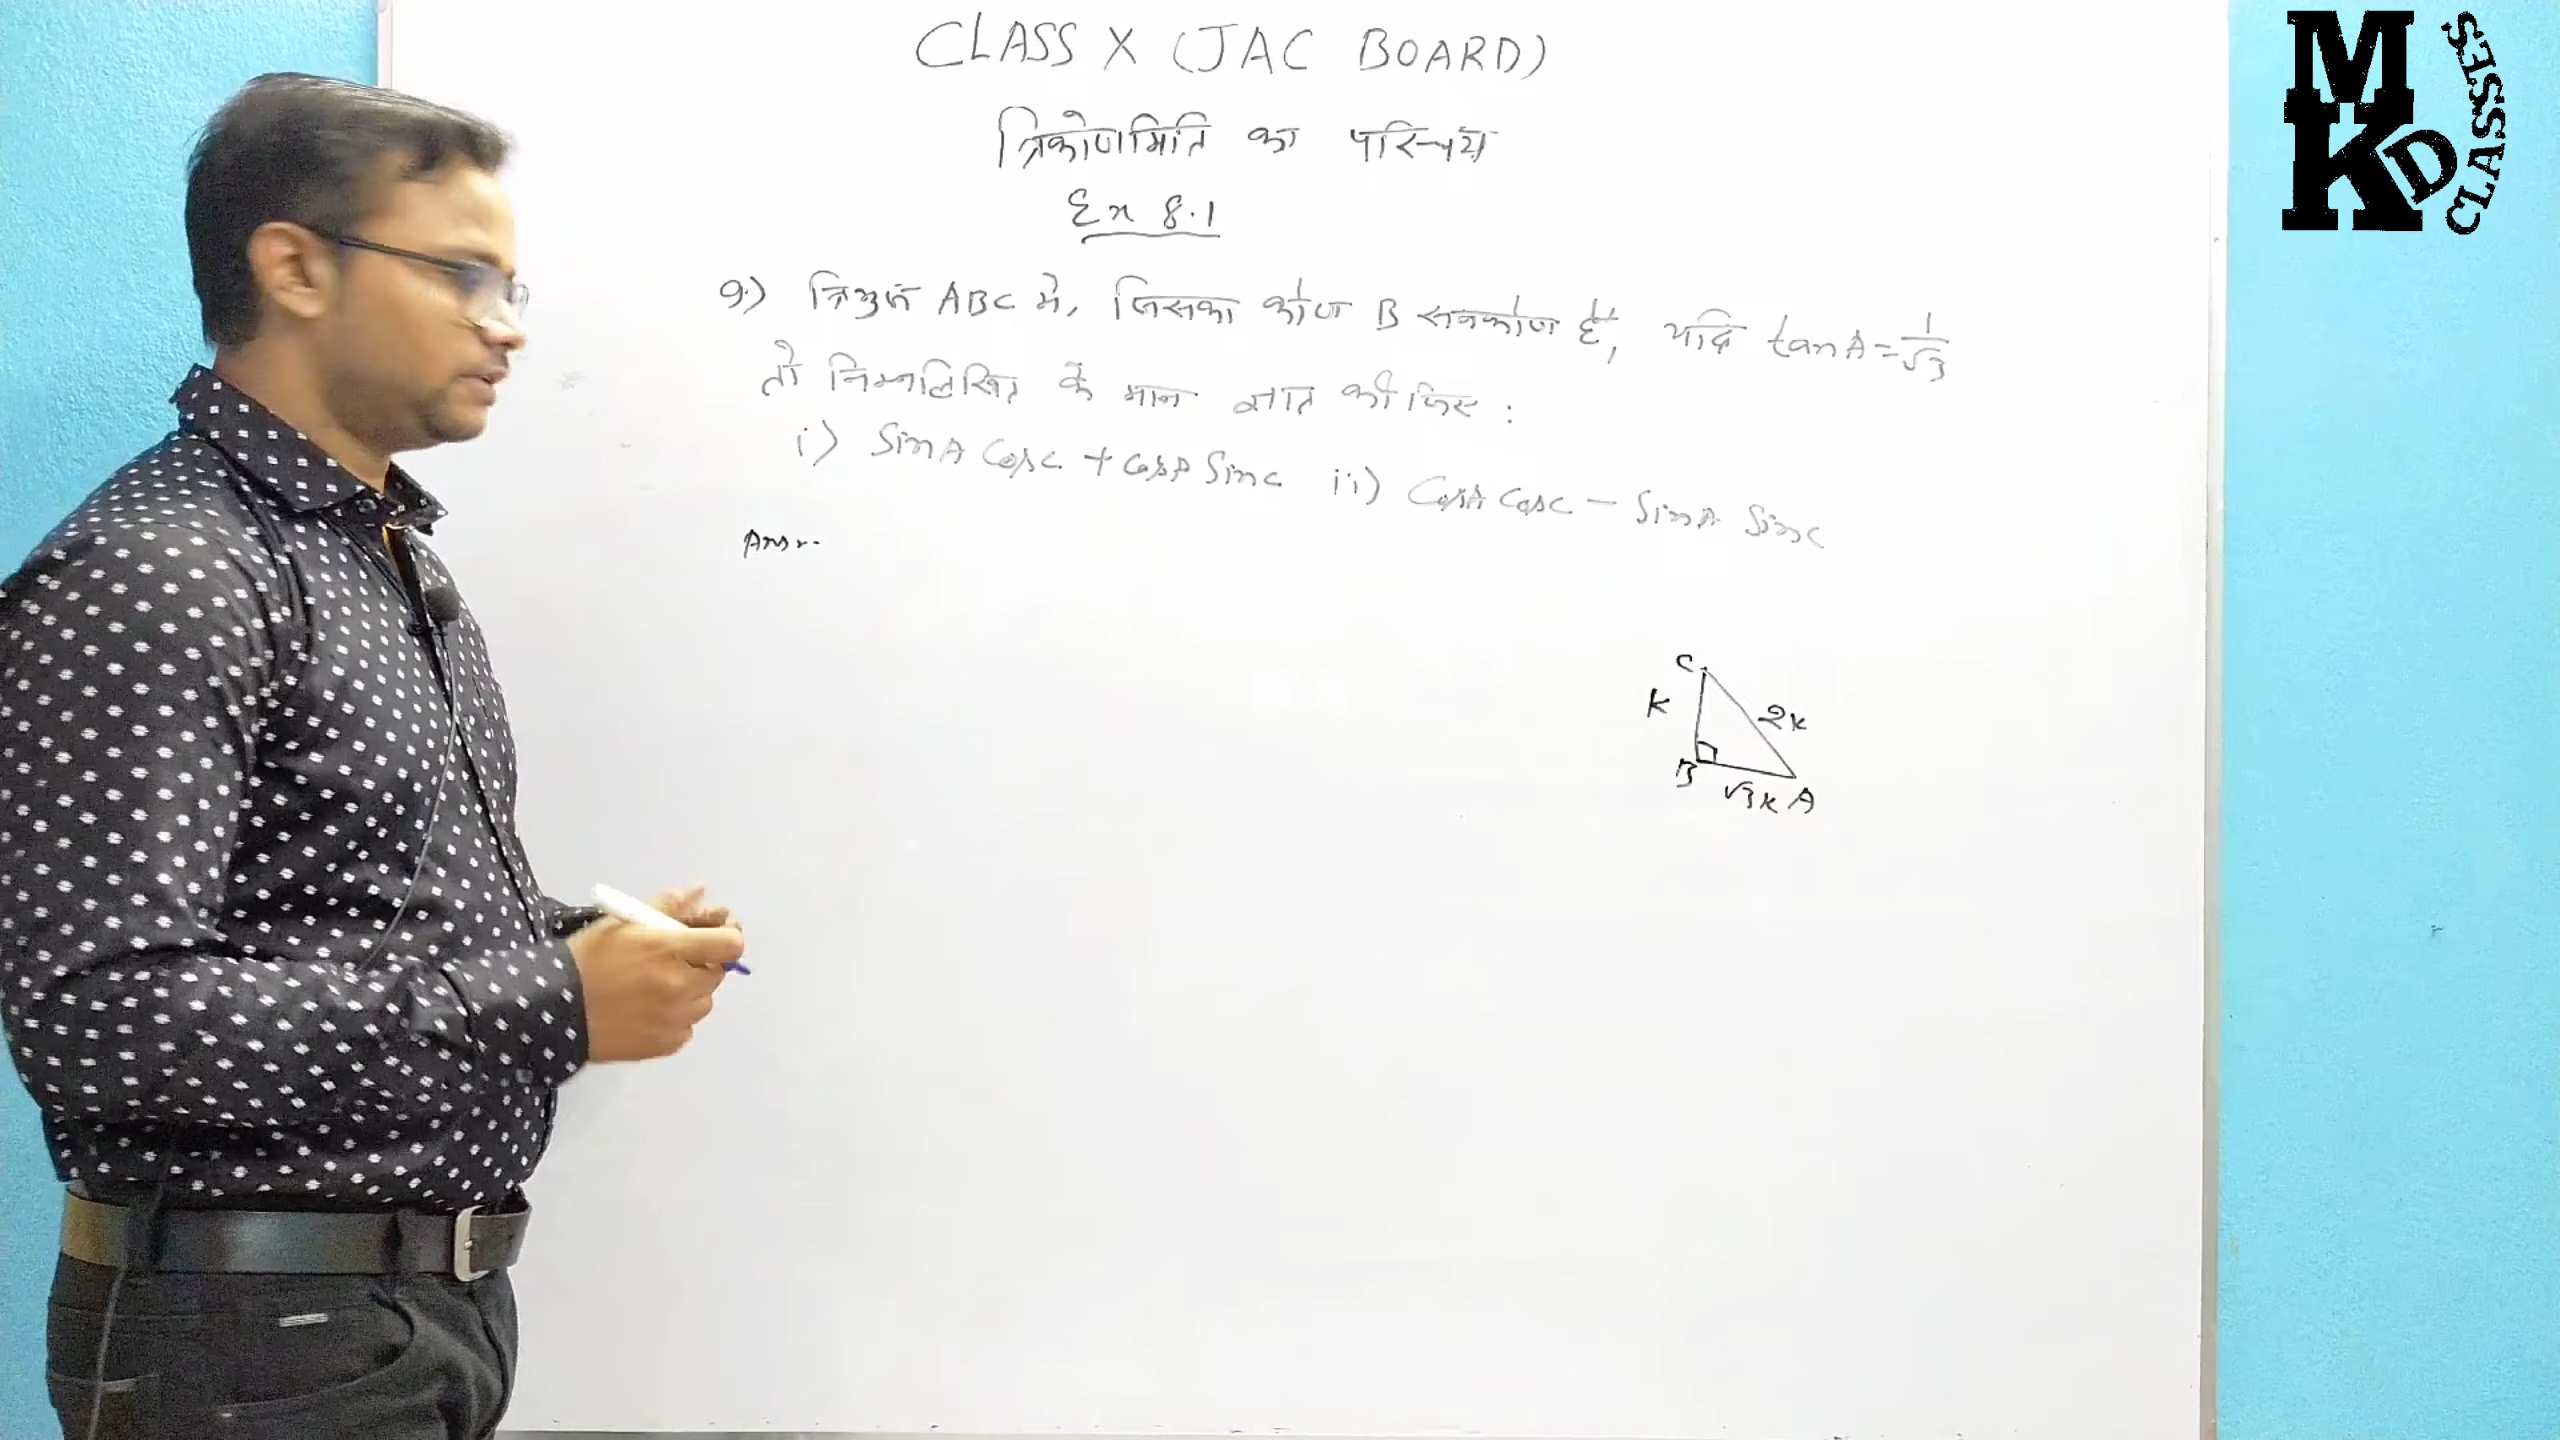 CLASS X (JAC BOARD)
त्रिकोणमिति का परिचय
Ex 8.1
9.) त्रिभुज ABC में, जिसका कोण B समकोण है, यदि tan A = 1/√3
तो निम्नलिखित के मान ज्ञात कीजिए :
i) Sin A Cos C + Cos A Sin C ii) Cos A Cos C - Sin A Sin C
Ans:-
C
K
2K
B
√3K A
MKD CLASSES